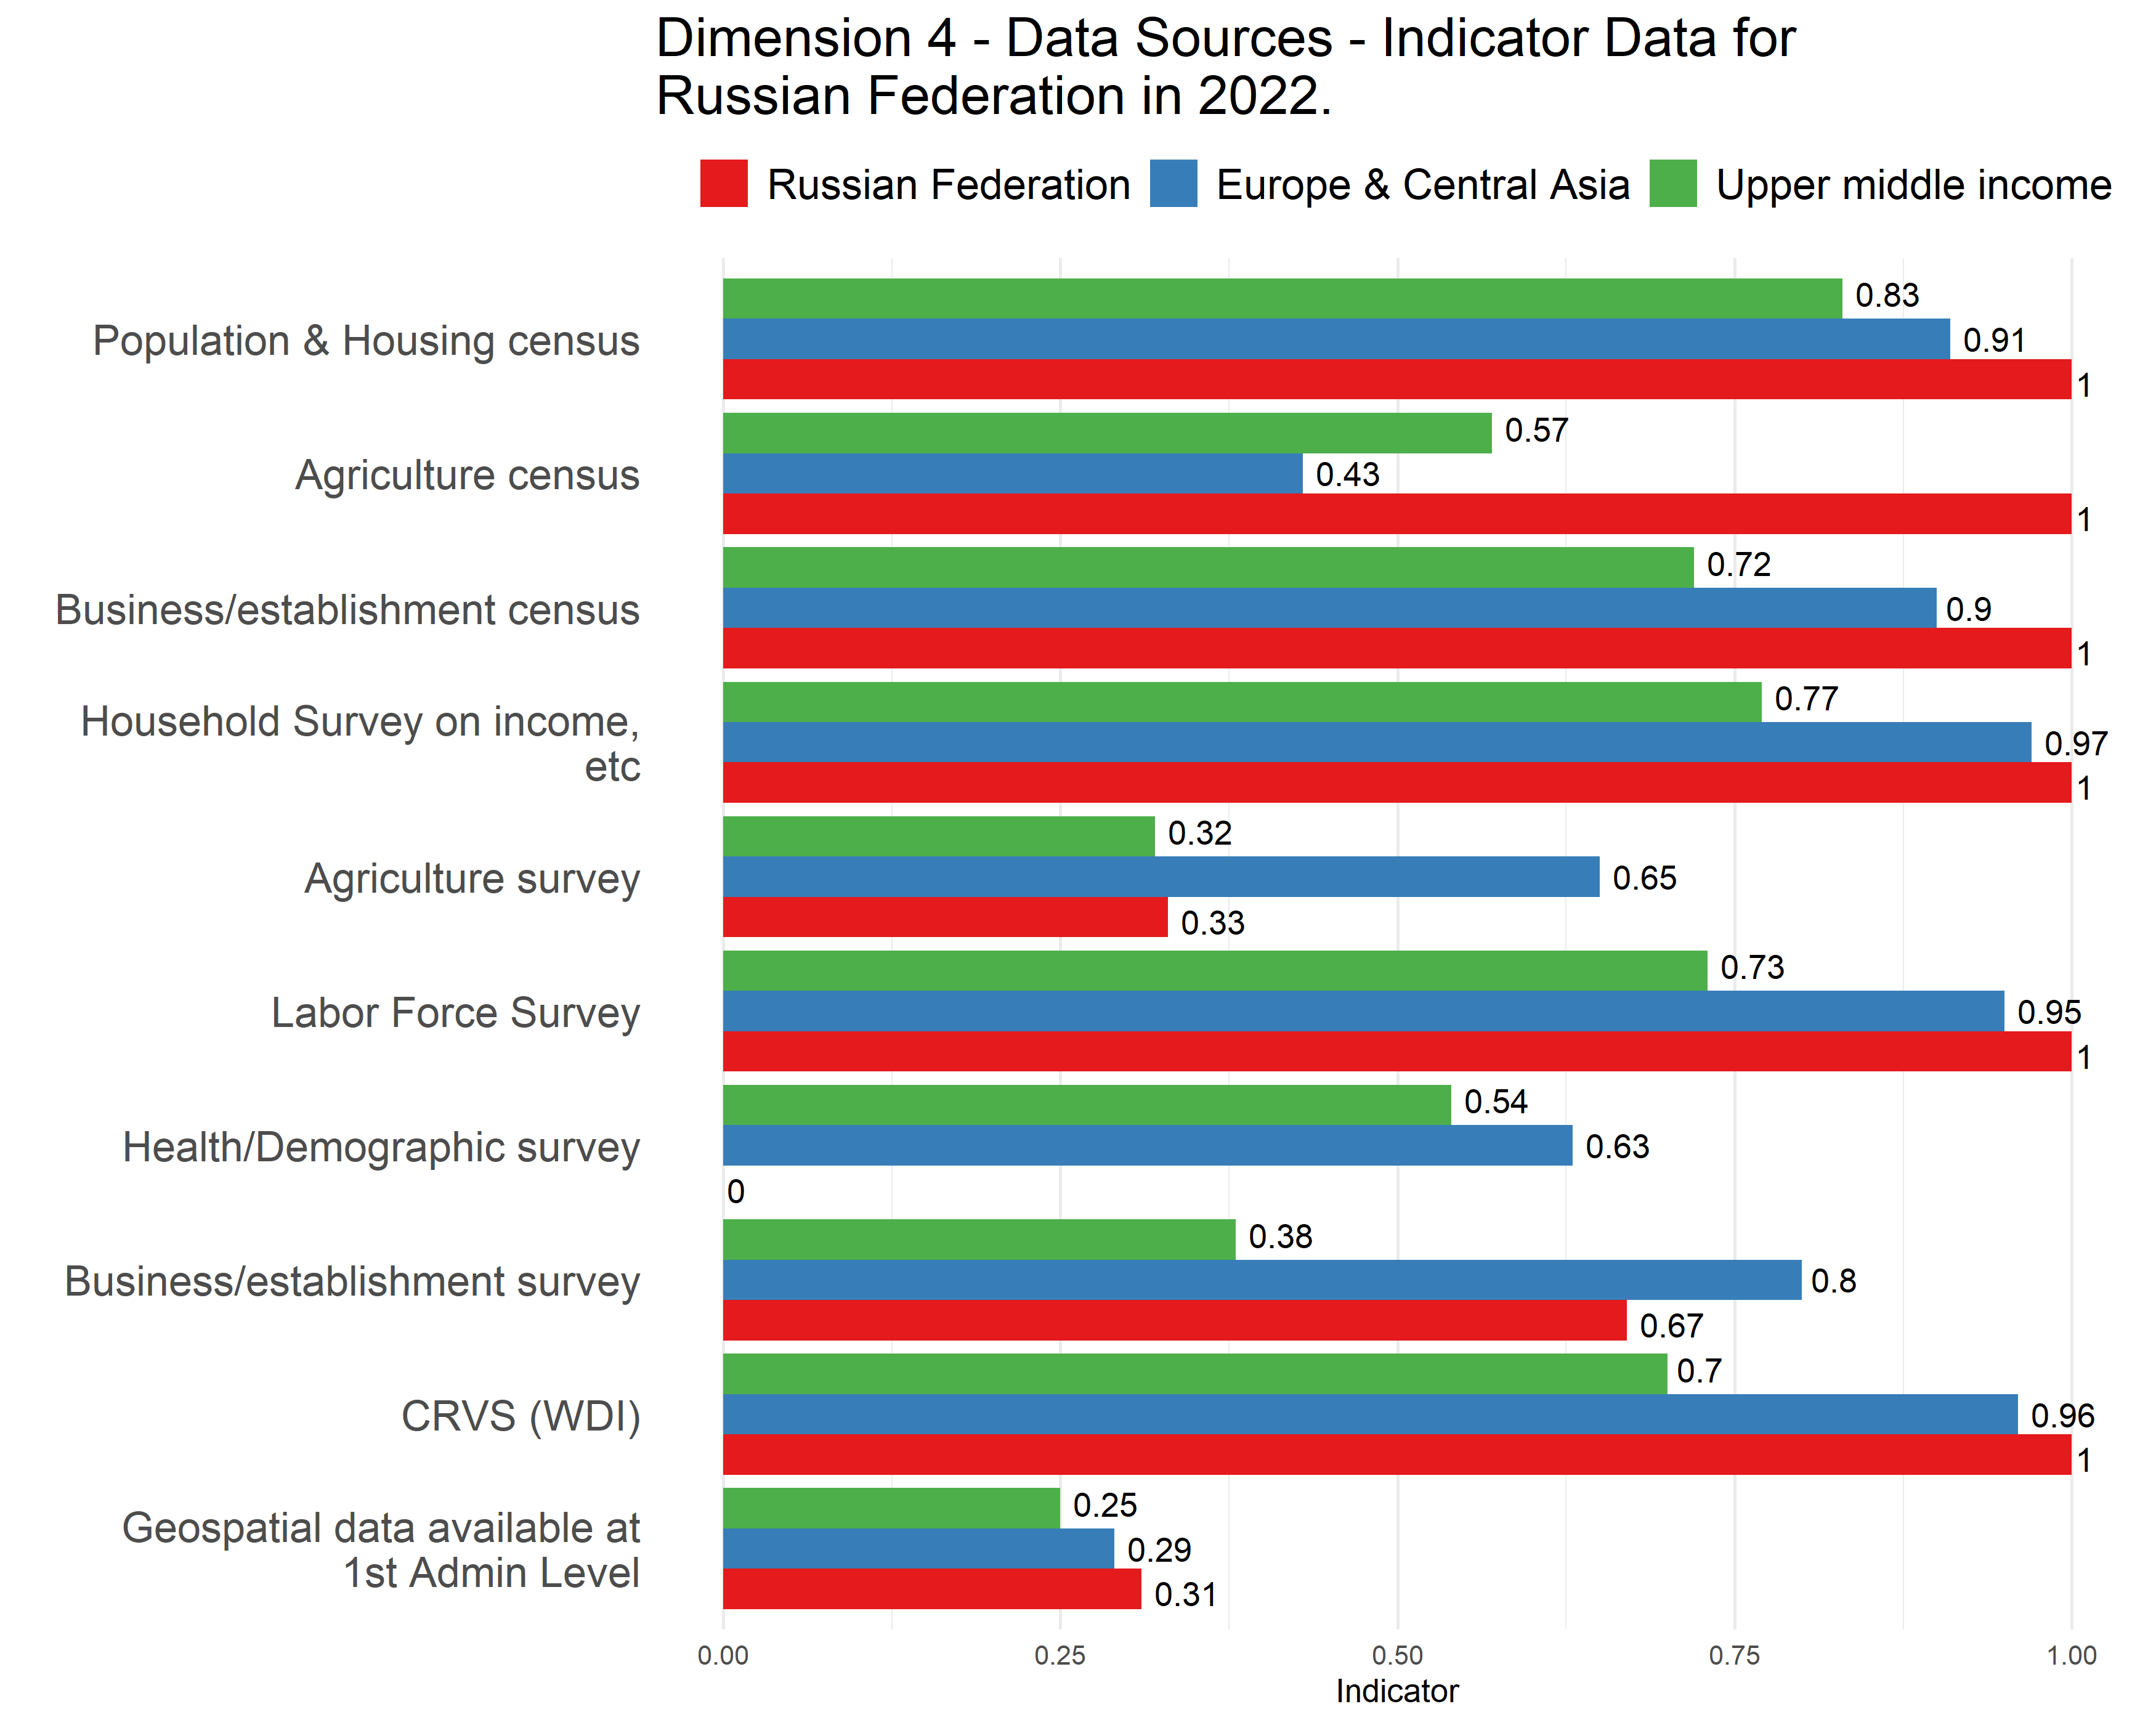 Dimension 4 - Data Sources - Indicator Data for
Russian Federation in 2022.
Russian Federation Europe & Central Asia Upper middle income
Population & Housing census
0.83
0.91
1
Agriculture census
0.57
0.43
1
Business/establishment census
0.72
0.9
1
Household Survey on income,
etc
0.77
0.97
1
Agriculture survey
0.32
0.65
0.33
Labor Force Survey
0.73
0.95
1
Health/Demographic survey
0.54
0.63
0
Business/establishment survey
0.38
0.8
0.67
CRVS (WDI)
0.7
0.96
1
Geospatial data available at
1st Admin Level
0.25
0.29
0.31
0.00 0.25 0.50 0.75 1.00
Indicator